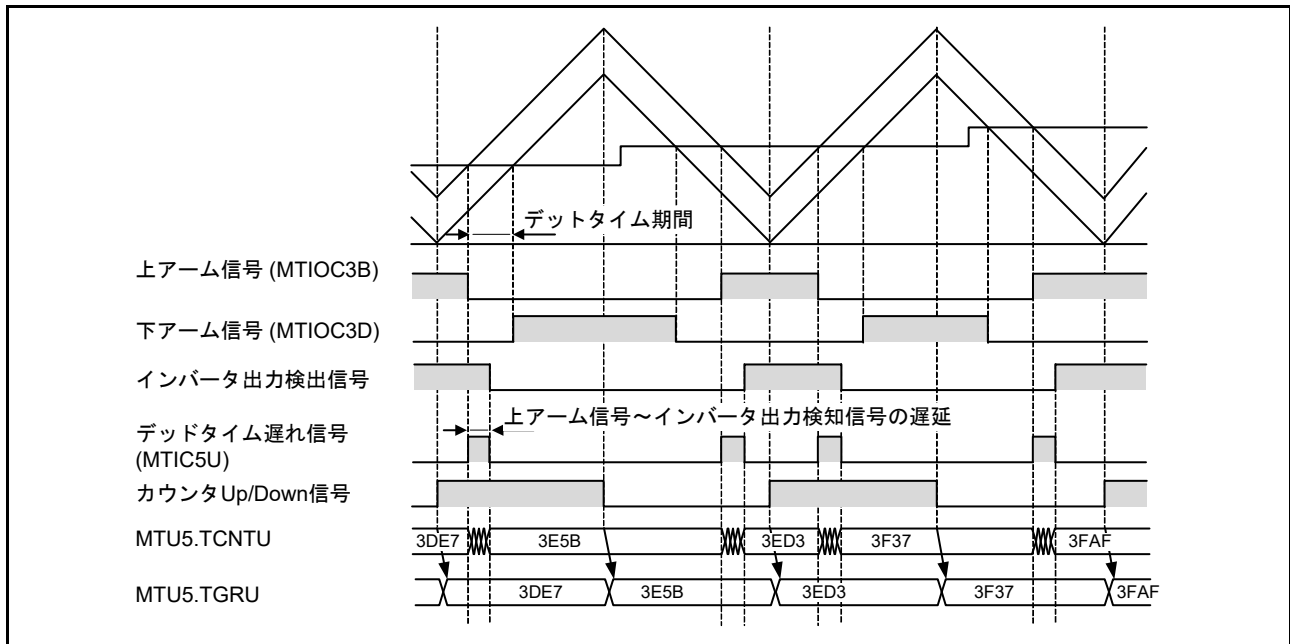 デットタイム期間
上アーム信号 (MTIOC3B)
下アーム信号 (MTIOC3D)
インバータ出力検出信号
上アーム信号～インバータ出力検知信号の遅延
デッドタイム遅れ信号
(MTIC5U)
カウンタUp/Down信号
MTU5.TCNTU 3DE7 3E5B 3ED3 3F37 3FAF
MTU5.TGRU 3DE7 3E5B 3ED3 3F37 3FAF